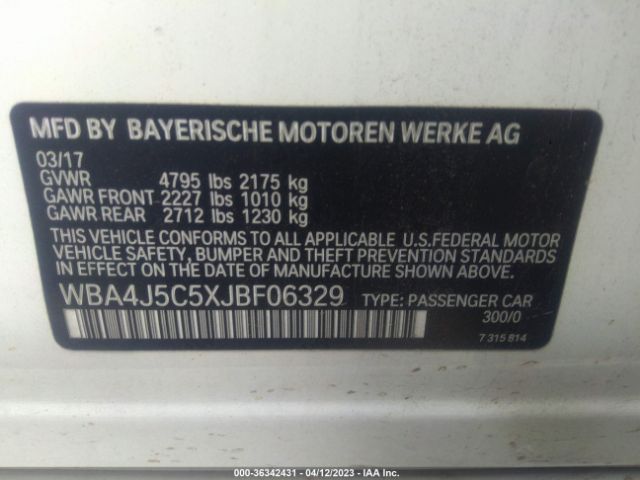 MFD BY BAYERISCHE MOTOREN WERKE AG
03/17
GVWR 4795 lbs 2175 kg
GAWR FRONT 2227 lbs 1010 kg
GAWR REAR 2712 lbs 1230 kg
THIS VEHICLE CONFORMS TO ALL APPLICABLE U.S.FEDERAL MOTOR
VEHICLE SAFETY, BUMPER AND THEFT PREVENTION STANDARDS
IN EFFECT ON THE DATE OF MANUFACTURE SHOWN ABOVE.
WBA4J5C5XJBF06329 TYPE: PASSENGER CAR
300/0
7 315 814
000-36342431 - 04/12/2023 - IAA Inc.